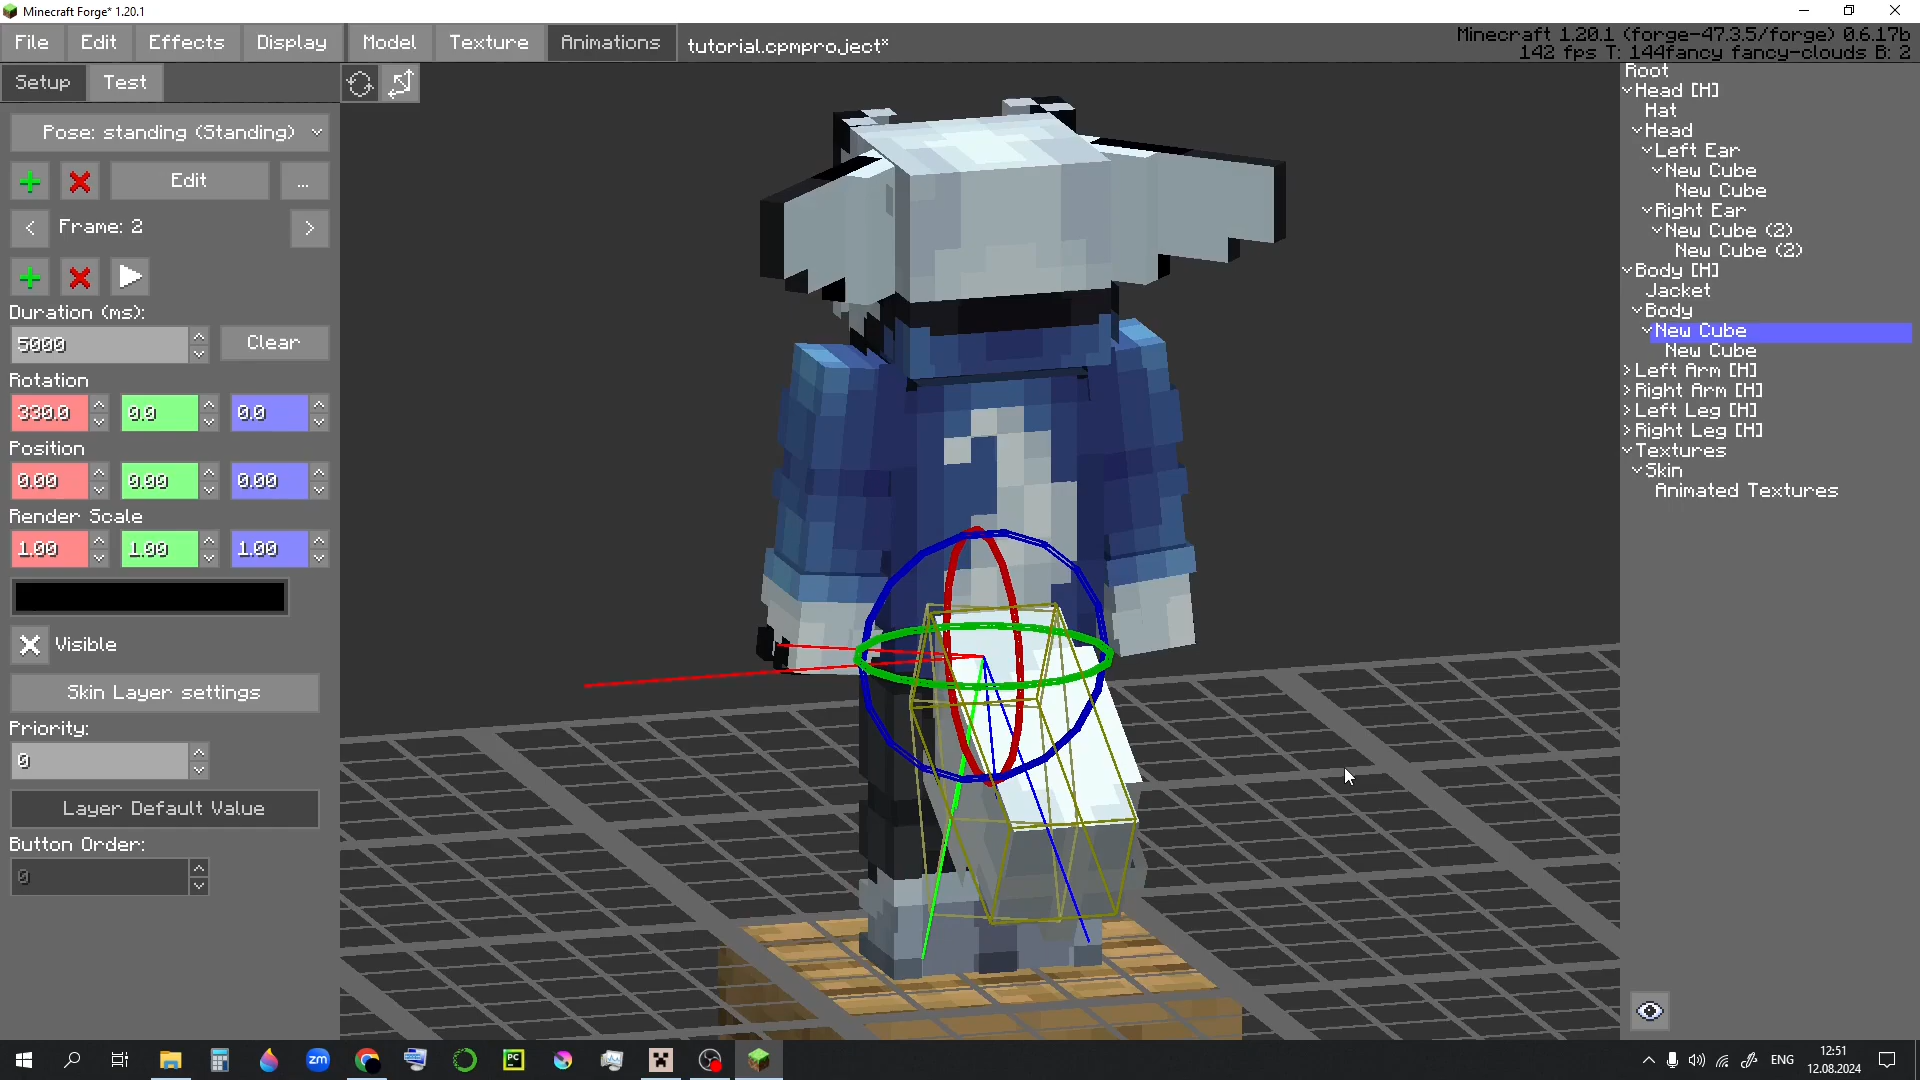 Minecraft Forge* 1.20.1
File Edit Effects Display Model Texture Animations tutorial.cpmproject*
Minecraft 1.20.1 (forge-47.3.5/forge) 0.6.17b
142 fps T: 144fancy fancy-clouds B: 2
Setup Test
Pose: standing (Standing)
Edit ...
< Frame: 2 >
Duration (ms):
5000 Clear
Rotation
330.0 0.0 0.0
Position
0.00 0.00 0.00
Render Scale
1.00 1.00 1.00
Visible
Skin Layer settings
Priority:
0
Layer Default Value
Button Order:
0
Root
Head [H]
Hat
Head
Left Ear
New Cube
New Cube
Right Ear
New Cube (2)
New Cube (2)
Body [H]
Jacket
Body
New Cube
New Cube
Left Arm [H]
Right Arm [H]
Left Leg [H]
Right Leg [H]
Textures
Skin
Animated Textures
zm
PC
ENG
12:51
12.08.2024